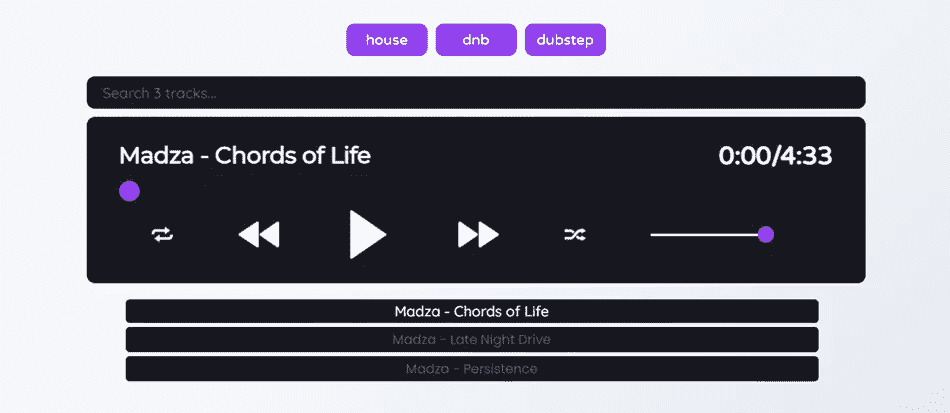 house dnb dubstep
Search 3 tracks...
Madza - Chords of Life 0:00/4:33
Madza - Chords of Life
Madza - Late Night Drive
Madza - Persistence